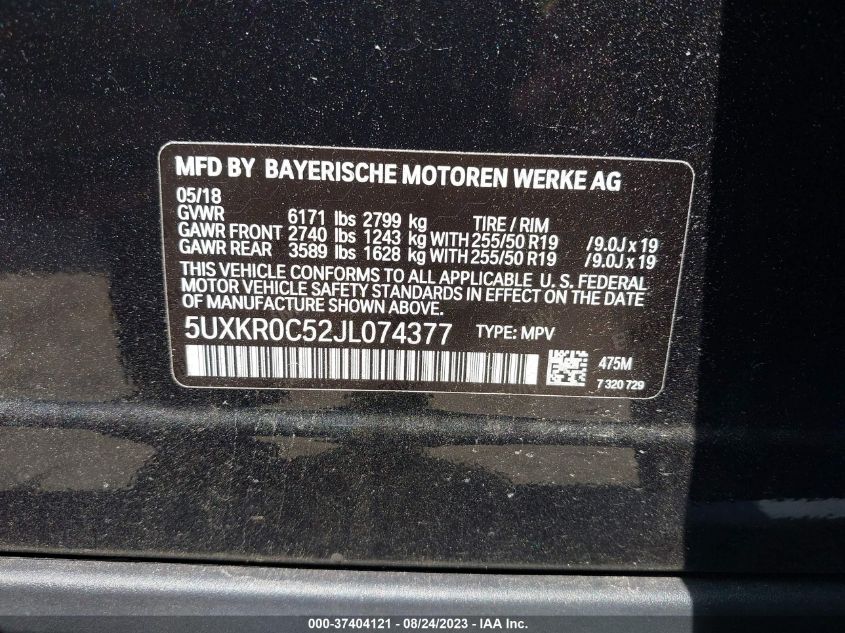 MFD BY BAYERISCHE MOTOREN WERKE AG
05/18
GVWR 6171 lbs 2799 kg TIRE / RIM
GAWR FRONT 2740 lbs 1243 kg WITH 255/50 R19 /9.0J x 19
GAWR REAR 3589 lbs 1628 kg WITH 255/50 R19 /9.0J x 19
THIS VEHICLE CONFORMS TO ALL APPLICABLE U. S. FEDERAL
MOTOR VEHICLE SAFETY STANDARDS IN EFFECT ON THE DATE
OF MANUFACTURE SHOWN ABOVE.
5UXKR0C52JL074377 TYPE: MPV
475M
7 320 729
000-37404121 - 08/24/2023 - IAA Inc.